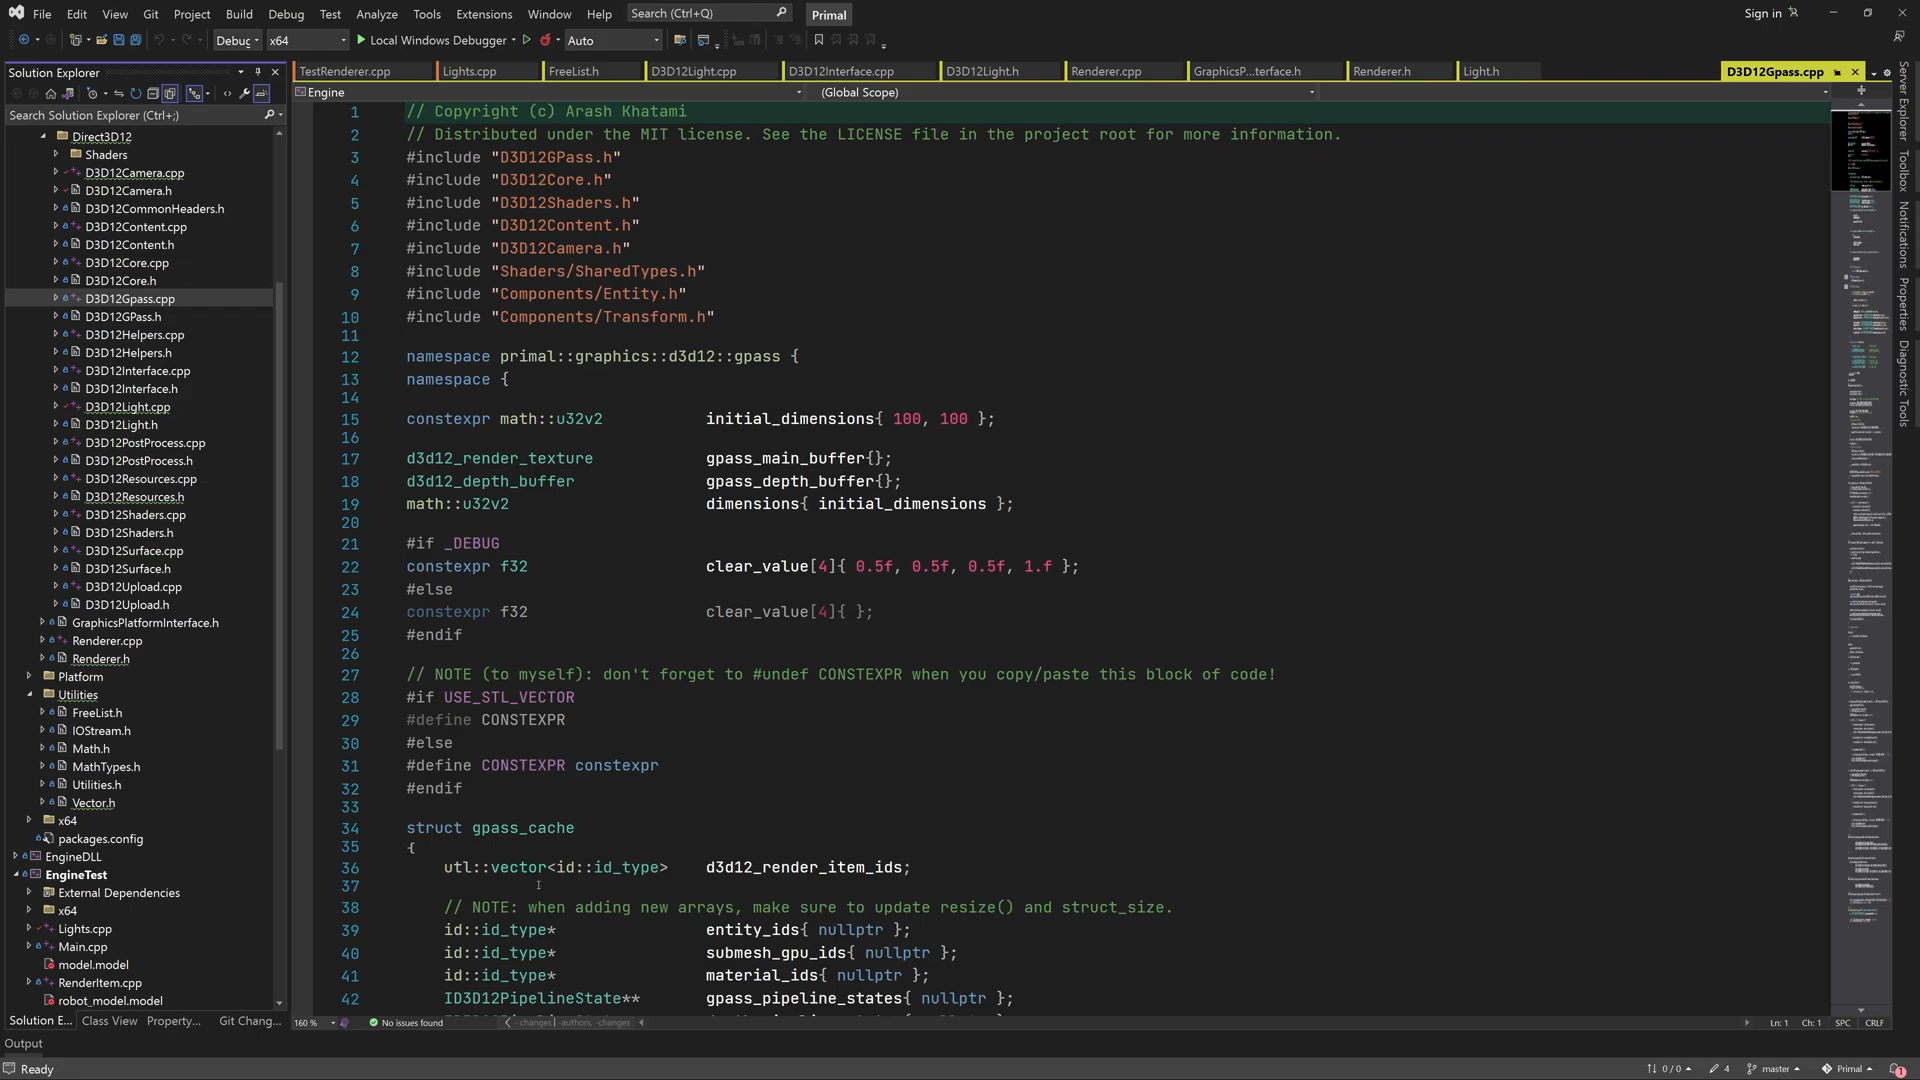 File Edit View Git Project Build Debug Test Analyze Tools Extensions Window Help Search (Ctrl+Q) Primal Sign in
Debug x64 Local Windows Debugger Auto
Solution Explorer
TestRenderer.cpp Lights.cpp FreeList.h D3D12Light.cpp D3D12Interface.cpp D3D12Light.h Renderer.cpp GraphicsP...terface.h Renderer.h Light.h D3D12Gpass.cpp
Engine (Global Scope)
Search Solution Explorer (Ctrl+;)
Direct3D12
Shaders
D3D12Camera.cpp
D3D12Camera.h
D3D12CommonHeaders.h
D3D12Content.cpp
D3D12Content.h
D3D12Core.cpp
D3D12Core.h
D3D12Gpass.cpp
D3D12GPass.h
D3D12Helpers.cpp
D3D12Helpers.h
D3D12Interface.cpp
D3D12Interface.h
D3D12Light.cpp
D3D12Light.h
D3D12PostProcess.cpp
D3D12PostProcess.h
D3D12Resources.cpp
D3D12Resources.h
D3D12Shaders.cpp
D3D12Shaders.h
D3D12Surface.cpp
D3D12Surface.h
D3D12Upload.cpp
D3D12Upload.h
GraphicsPlatformInterface.h
Renderer.cpp
Renderer.h
Platform
Utilities
FreeList.h
IOStream.h
Math.h
MathTypes.h
Utilities.h
Vector.h
x64
packages.config
EngineDLL
EngineTest
External Dependencies
x64
Lights.cpp
Main.cpp
model.model
RenderItem.cpp
robot_model.model
Solution E... Class View Property... Git Chang...
1 // Copyright (c) Arash Khatami
2 // Distributed under the MIT license. See the LICENSE file in the project root for more information.
3 #include "D3D12GPass.h"
4 #include "D3D12Core.h"
5 #include "D3D12Shaders.h"
6 #include "D3D12Content.h"
7 #include "D3D12Camera.h"
8 #include "Shaders/SharedTypes.h"
9 #include "Components/Entity.h"
10 #include "Components/Transform.h"
11
12 namespace primal::graphics::d3d12::gpass {
13 namespace {
14
15 constexpr math::u32v2 initial_dimensions{ 100, 100 };
16
17 d3d12_render_texture gpass_main_buffer{};
18 d3d12_depth_buffer gpass_depth_buffer{};
19 math::u32v2 dimensions{ initial_dimensions };
20
21 #if _DEBUG
22 constexpr f32 clear_value[4]{ 0.5f, 0.5f, 0.5f, 1.f };
23 #else
24 constexpr f32 clear_value[4]{ };
25 #endif
26
27 // NOTE (to myself): don't forget to #undef CONSTEXPR when you copy/paste this block of code!
28 #if USE_STL_VECTOR
29 #define CONSTEXPR
30 #else
31 #define CONSTEXPR constexpr
32 #endif
33
34 struct gpass_cache
35 {
36 utl::vector<id::id_type> d3d12_render_item_ids;
37
38 // NOTE: when adding new arrays, make sure to update resize() and struct_size.
39 id::id_type* entity_ids{ nullptr };
40 id::id_type* submesh_gpu_ids{ nullptr };
41 id::id_type* material_ids{ nullptr };
42 ID3D12PipelineState** gpass_pipeline_states{ nullptr };
160 % No issues found - changes | -authors, -changes Ln: 1 Ch: 1 SPC CRLF
Server Explorer
Toolbox
Notifications
Properties
Diagnostic Tools
Output
Ready 0 / 0 4 master Primal 1